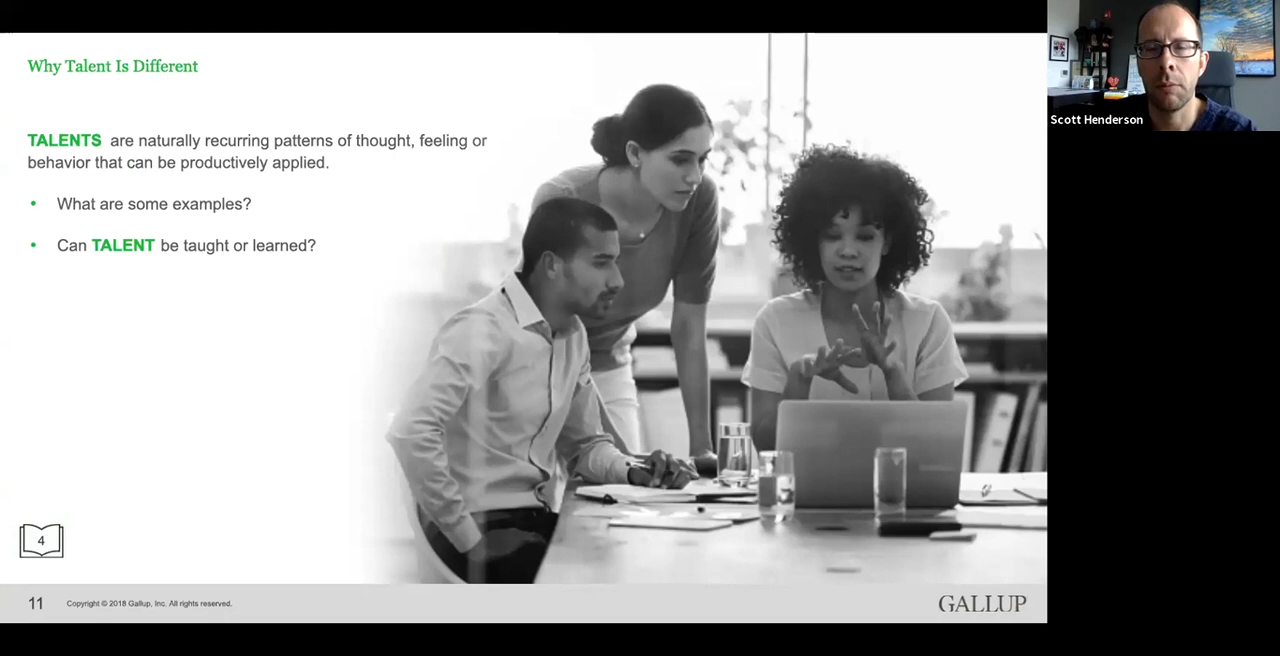 Why Talent Is Different
TALENTS are naturally recurring patterns of thought, feeling or
behavior that can be productively applied.
• What are some examples?
• Can TALENT be taught or learned?
4
11
Copyright © 2018 Gallup, Inc. All rights reserved.
GALLUP
Scott Henderson